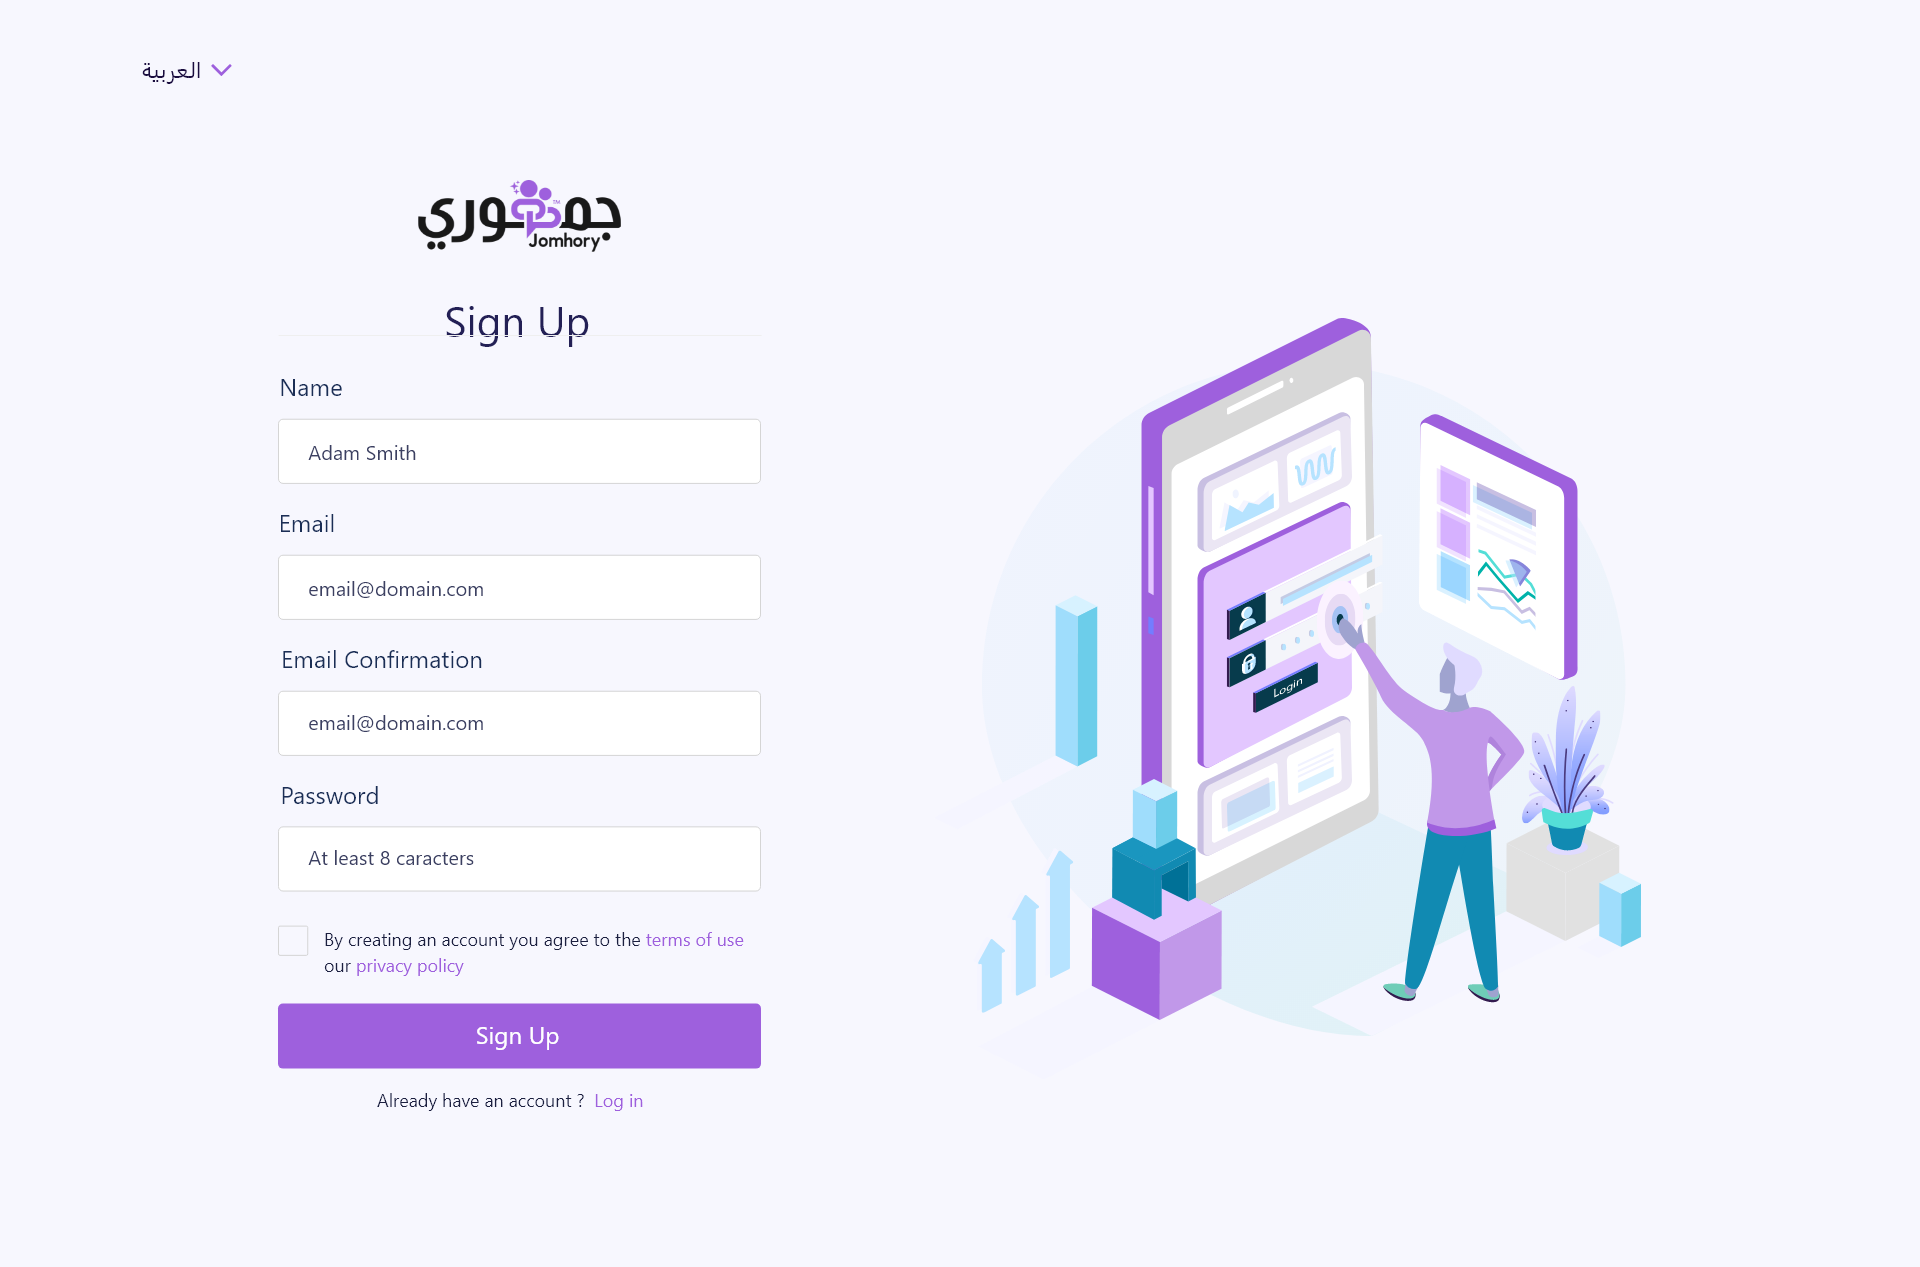 العربية
جمهوري
TM
Jomhory
Sign Up
Name
Adam Smith
Email
email@domain.com
Email Confirmation
email@domain.com
Password
At least 8 caracters
By creating an account you agree to the terms of use
our privacy policy
Sign Up
Already have an account ? Log in
Login